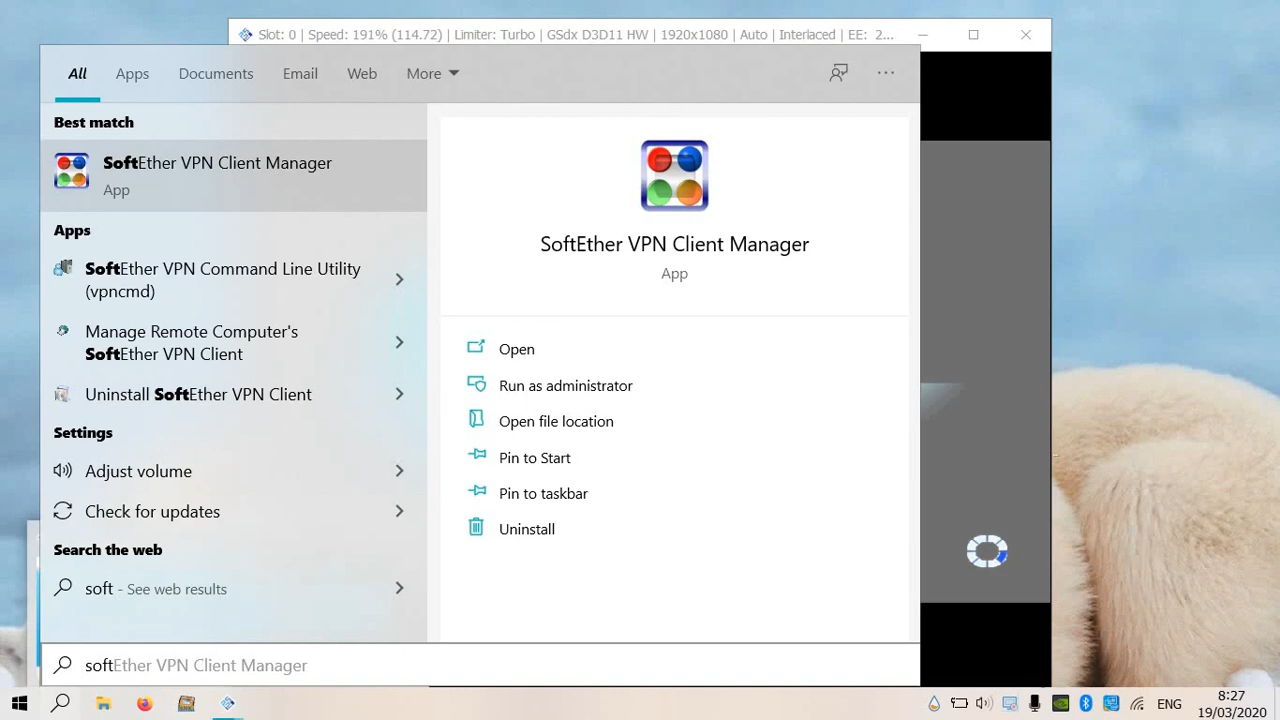 Slot: 0 | Speed: 191% (114.72) | Limiter: Turbo | GSdx D3D11 HW | 1920x1080 | Auto | Interlaced | EE: 2...
All Apps Documents Email Web More
Best match
SoftEther VPN Client Manager
App
Apps
SoftEther VPN Command Line Utility
(vpncmd)
Manage Remote Computer's
SoftEther VPN Client
Uninstall SoftEther VPN Client
Settings
Adjust volume
Check for updates
Search the web
soft - See web results
SoftEther VPN Client Manager
App
Open
Run as administrator
Open file location
Pin to Start
Pin to taskbar
Uninstall
softEther VPN Client Manager
ENG
8:27
19/03/2020